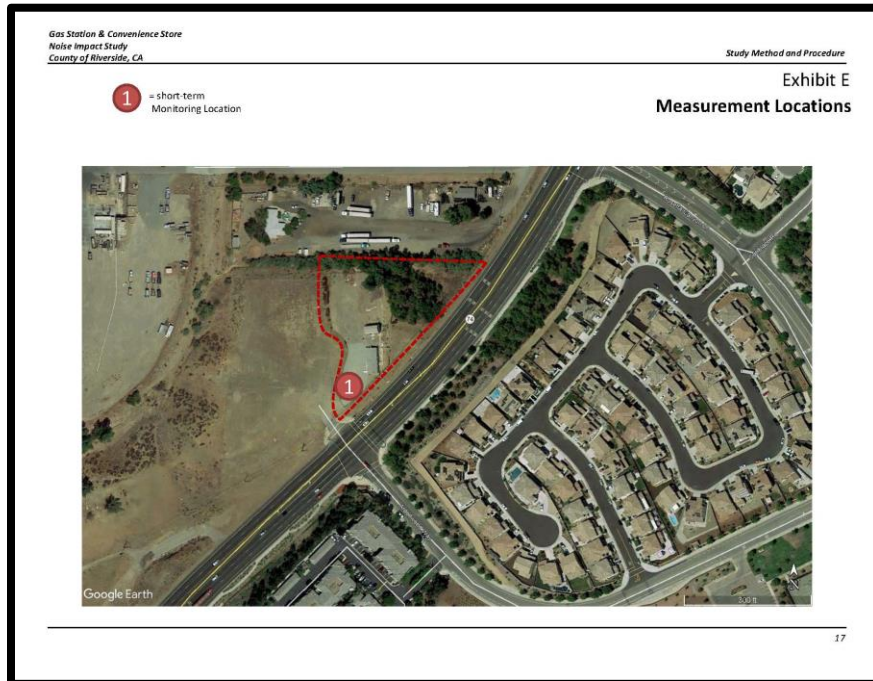 Gas Station & Convenience Store
Noise Impact Study
County of Riverside, CA
Study Method and Procedure
Exhibit E
Measurement Locations
1
= short-term
Monitoring Location
79
1
Google Earth
N
17